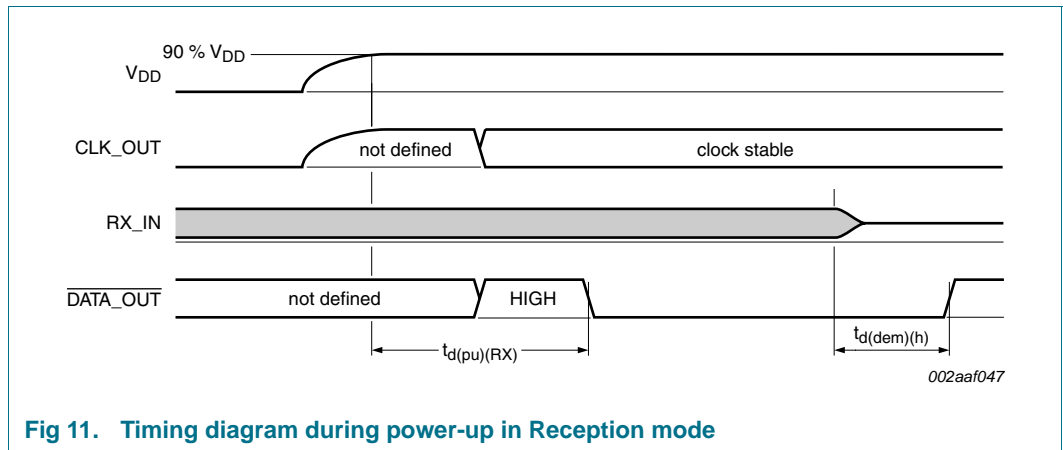 90 % VDD
VDD
CLK_OUT
not defined
clock stable
RX_IN
DATA_OUT
not defined
HIGH
td(pu)(RX)
td(dem)(h)
002aaf047
Fig 11. Timing diagram during power-up in Reception mode